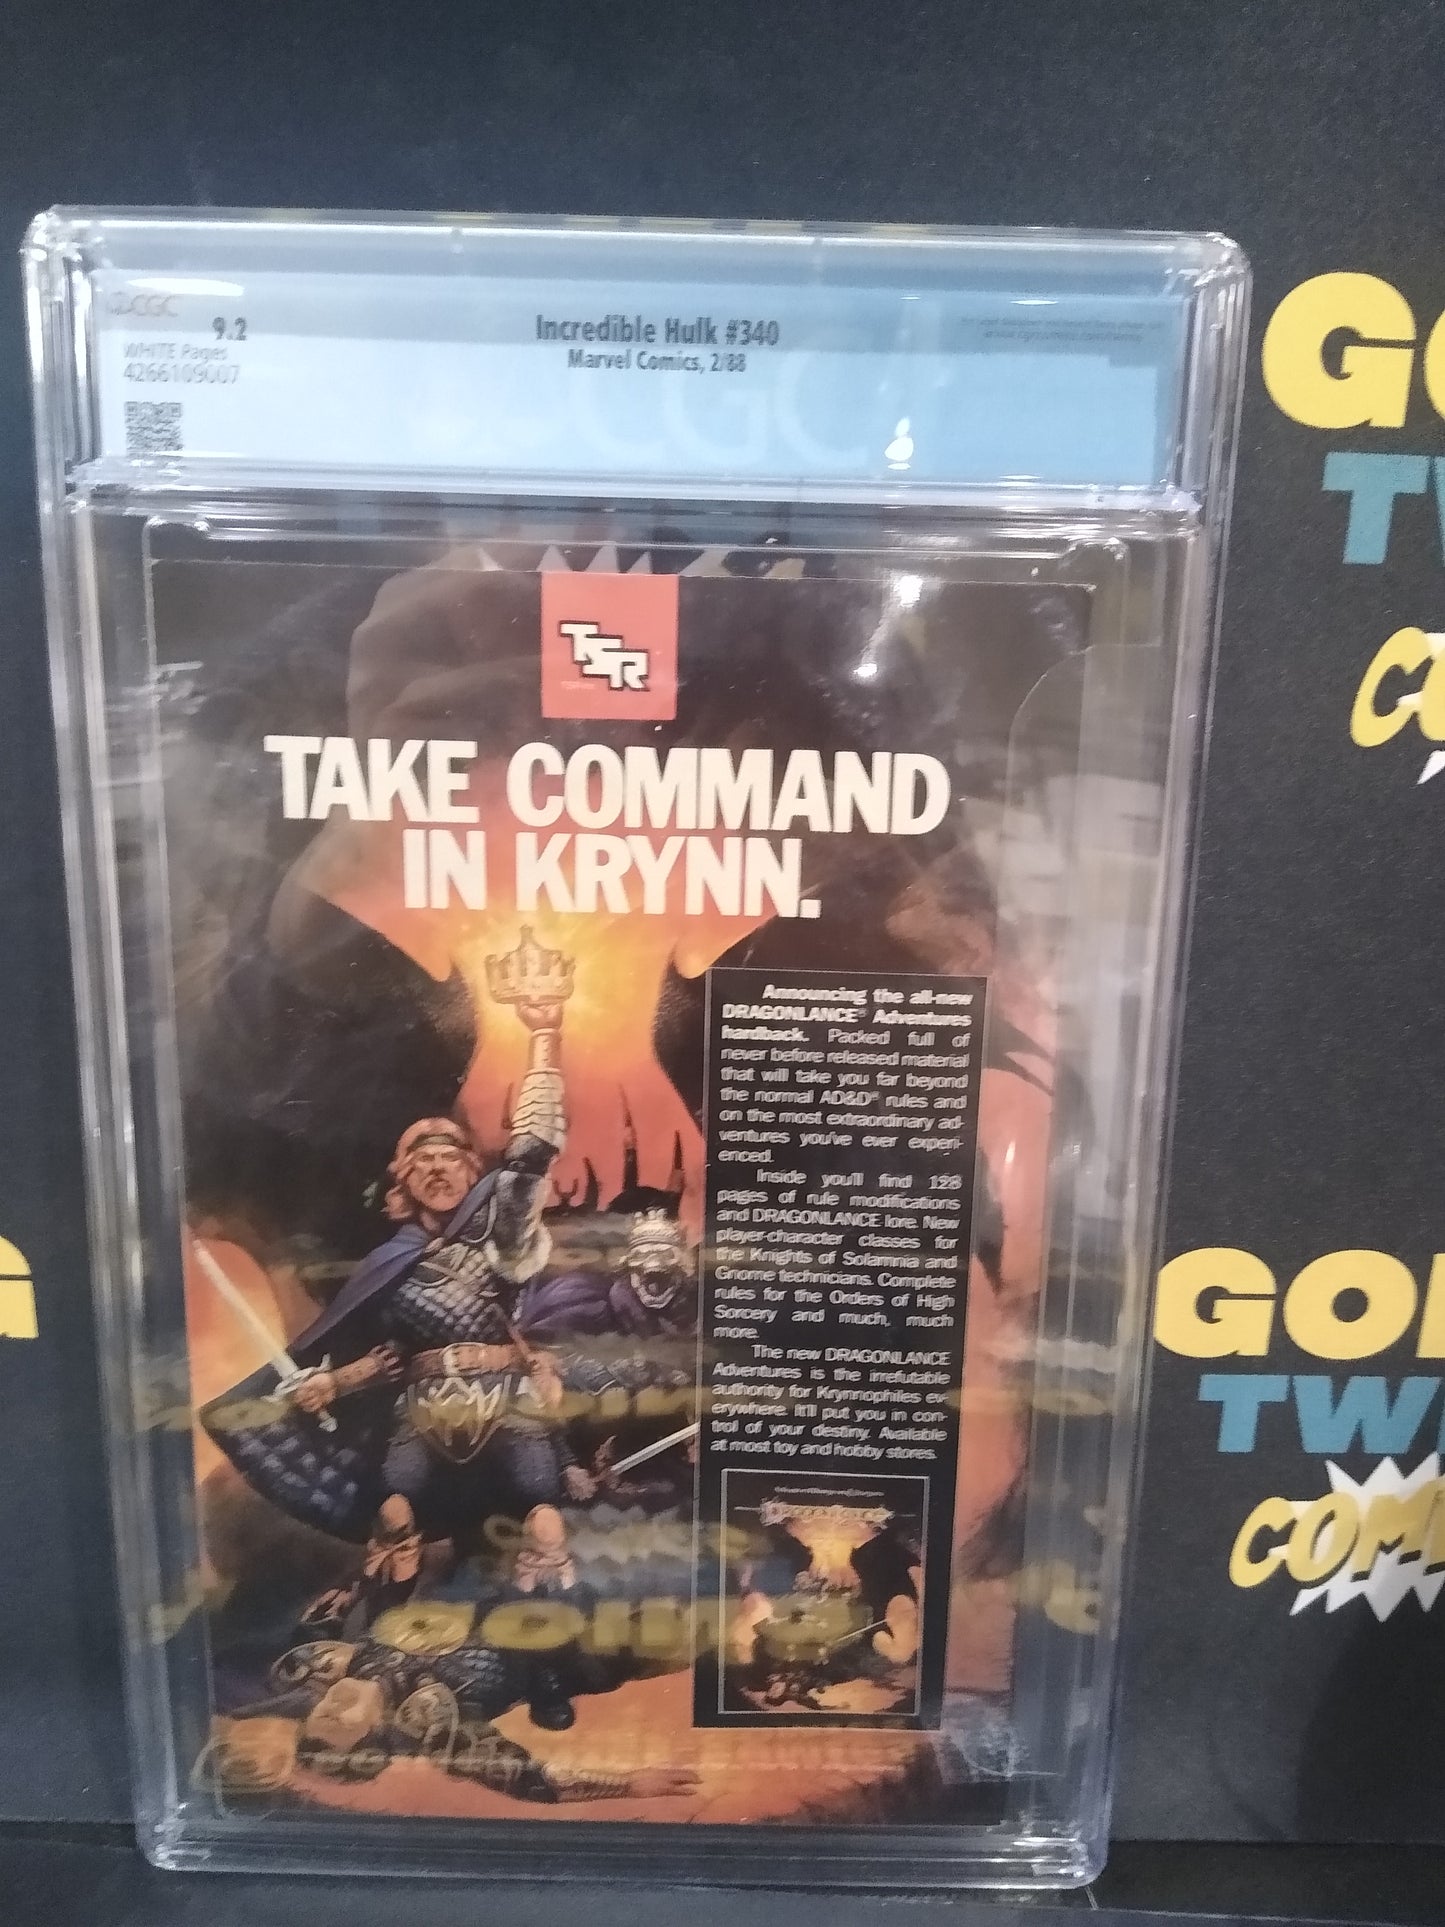 CGC
9.2
WHITE Pages
4266109007
Incredible Hulk #340
Marvel Comics, 2/88
TSR
TAKE COMMAND
IN KRYNN.
Announcing the all-new
DRAGONLANCE® Adventures
hardback. Packed full of
never before released material
that will take you far beyond
the normal AD&D® rules and
on the most extraordinary ad-
ventures you've ever experi-
enced.
Inside you'll find 128
pages of rule modifications
and DRAGONLANCE lore. New
player-character classes for
the Knights of Solamnia and
Gnome technicians. Complete
rules for the Orders of High
Sorcery and much, much
more.
The new DRAGONLANCE
Adventures is the irrefutable
authority for Krynnophiles ev-
erywhere. It'll put you in con-
trol of your destiny. Available
at most toy and hobby stores.